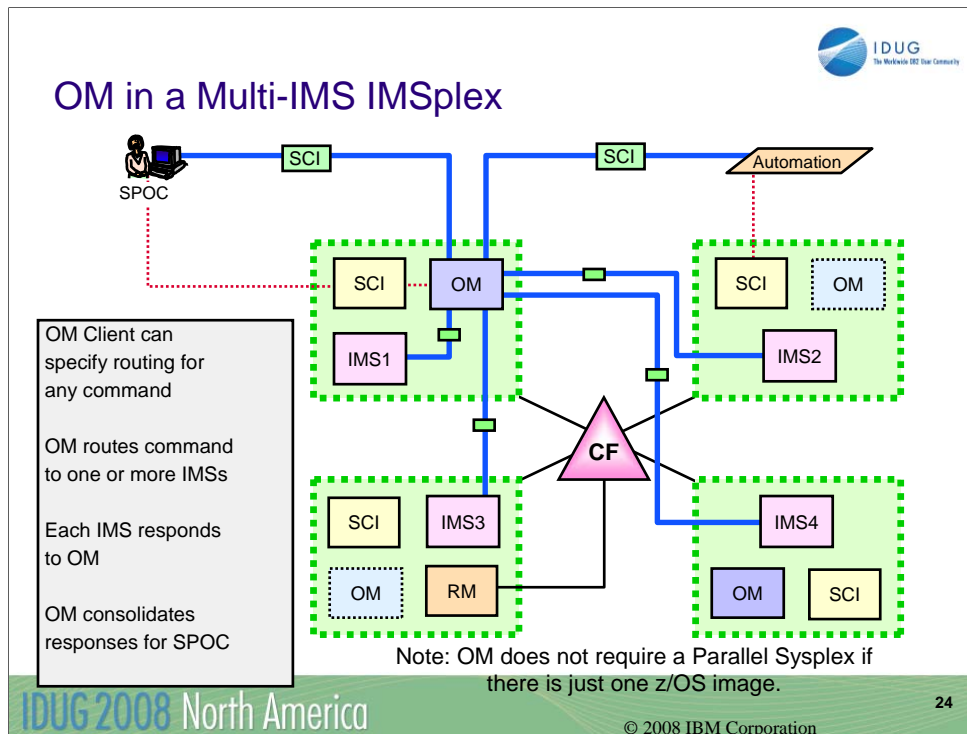 IDUG
The Worldwide DB2 User Community
OM in a Multi-IMS IMSplex
SCI
SCI
Automation
SPOC
SCI
OM
SCI
OM
IMS1
IMS2
OM Client can
specify routing for
any command
OM routes command
to one or more IMSs
Each IMS responds
to OM
OM consolidates
responses for SPOC
CF
SCI
IMS3
IMS4
OM
RM
OM
SCI
Note: OM does not require a Parallel Sysplex if
there is just one z/OS image.
IDUG 2008 North America
24
© 2008 IBM Corporation